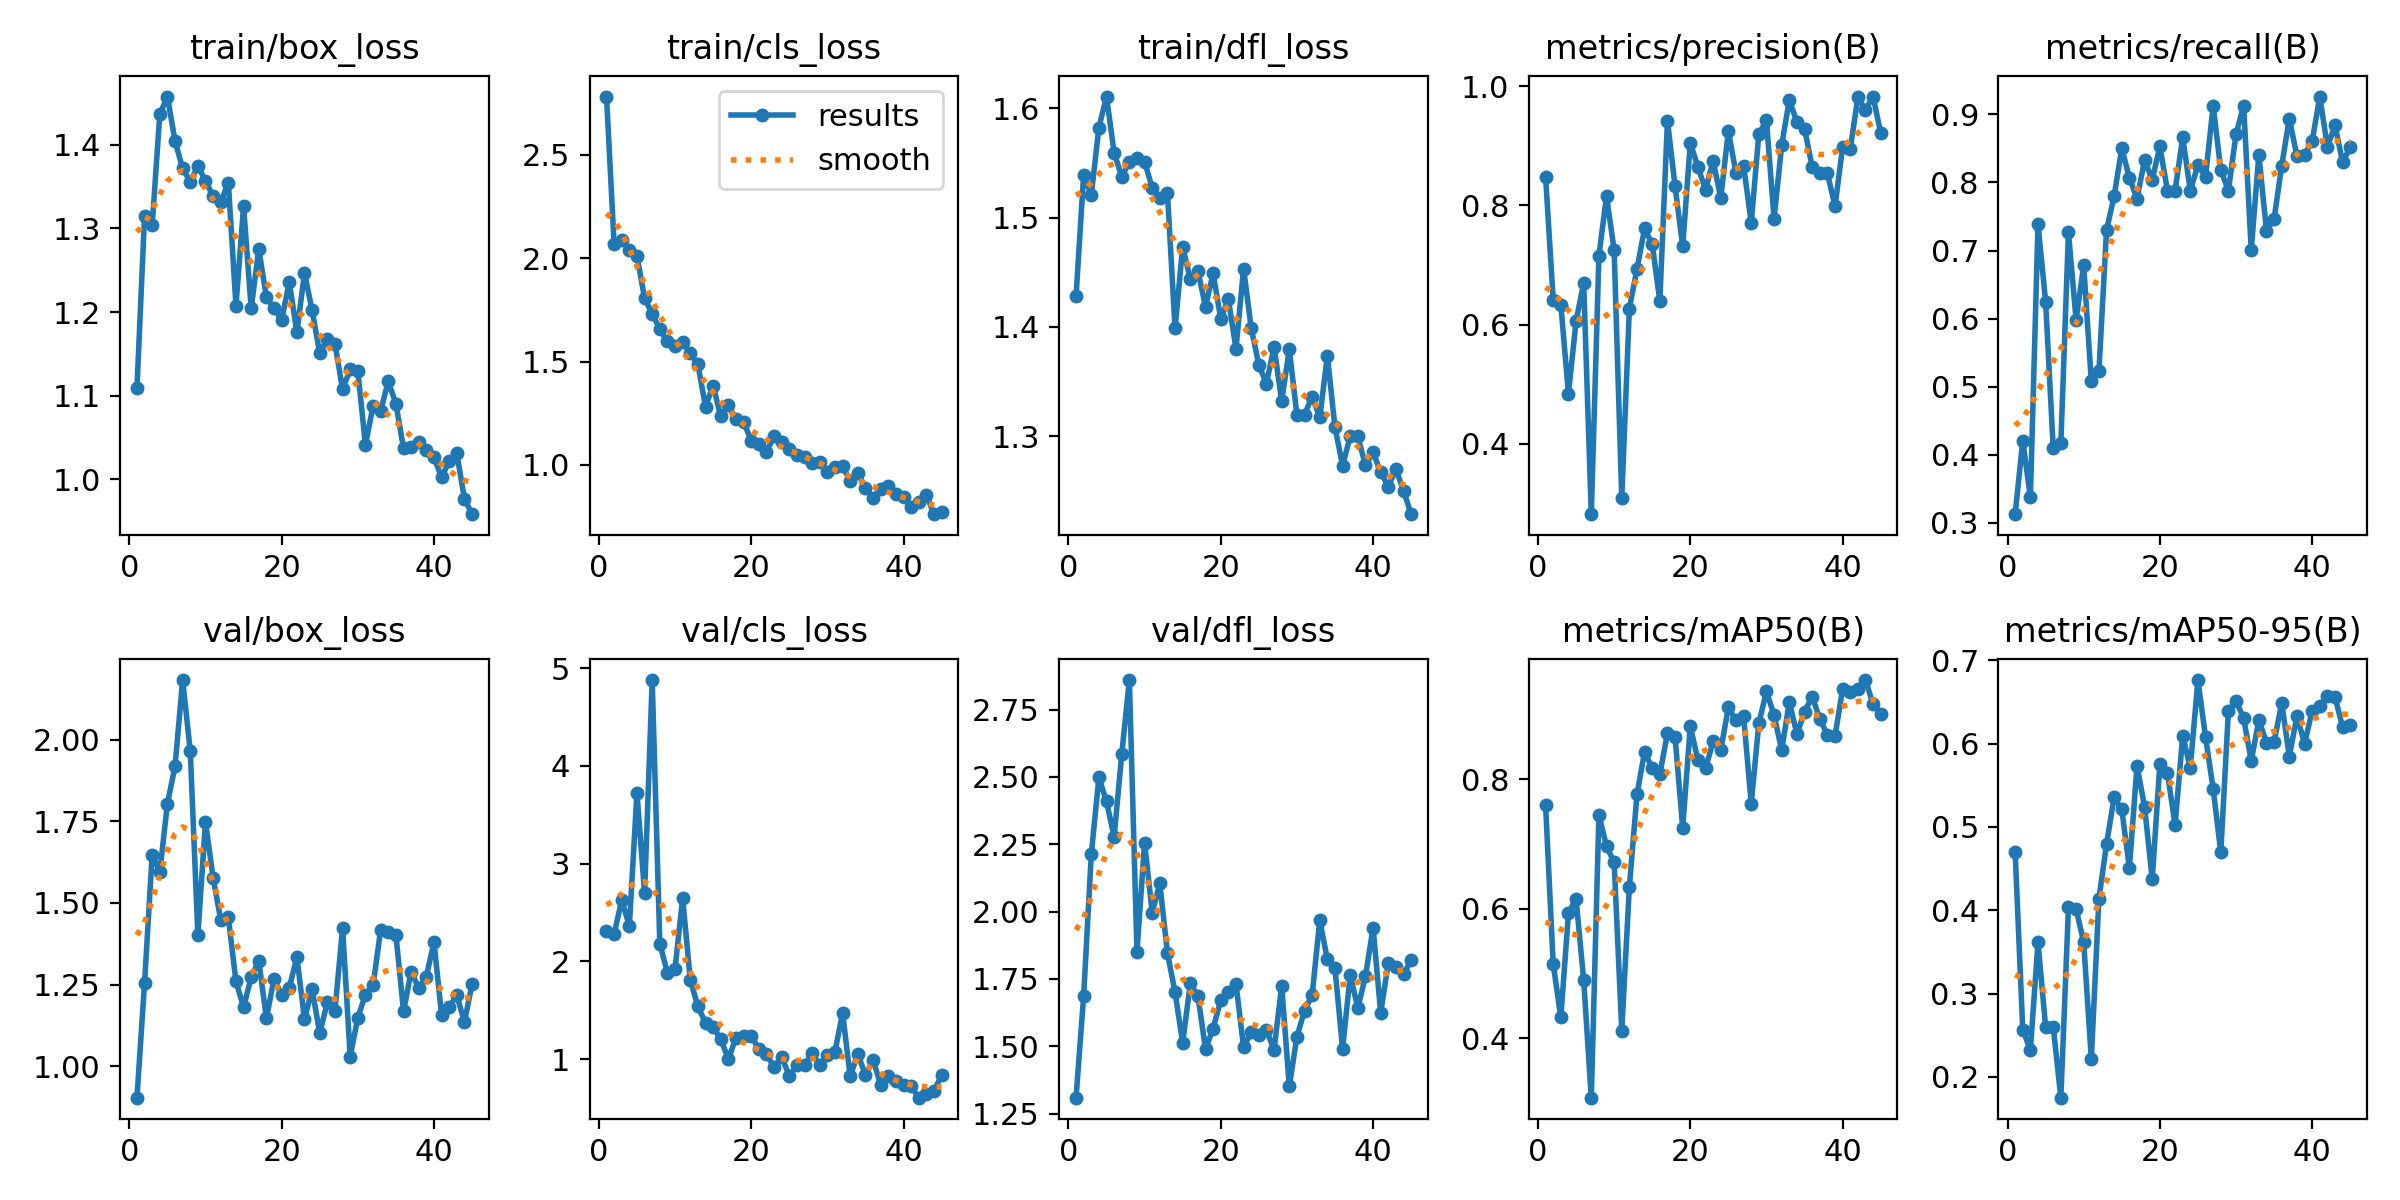 train/box_loss
1.4
1.3
1.2
1.1
1.0
0 20 40
train/cls_loss
results
smooth
2.5
2.0
1.5
1.0
0 20 40
train/dfl_loss
1.6
1.5
1.4
1.3
0 20 40
metrics/precision(B)
1.0
0.8
0.6
0.4
0 20 40
metrics/recall(B)
0.9
0.8
0.7
0.6
0.5
0.4
0.3
0 20 40
val/box_loss
2.00
1.75
1.50
1.25
1.00
0 20 40
val/cls_loss
5
4
3
2
1
0 20 40
val/dfl_loss
2.75
2.50
2.25
2.00
1.75
1.50
1.25
0 20 40
metrics/mAP50(B)
0.8
0.6
0.4
0 20 40
metrics/mAP50-95(B)
0.7
0.6
0.5
0.4
0.3
0.2
0 20 40